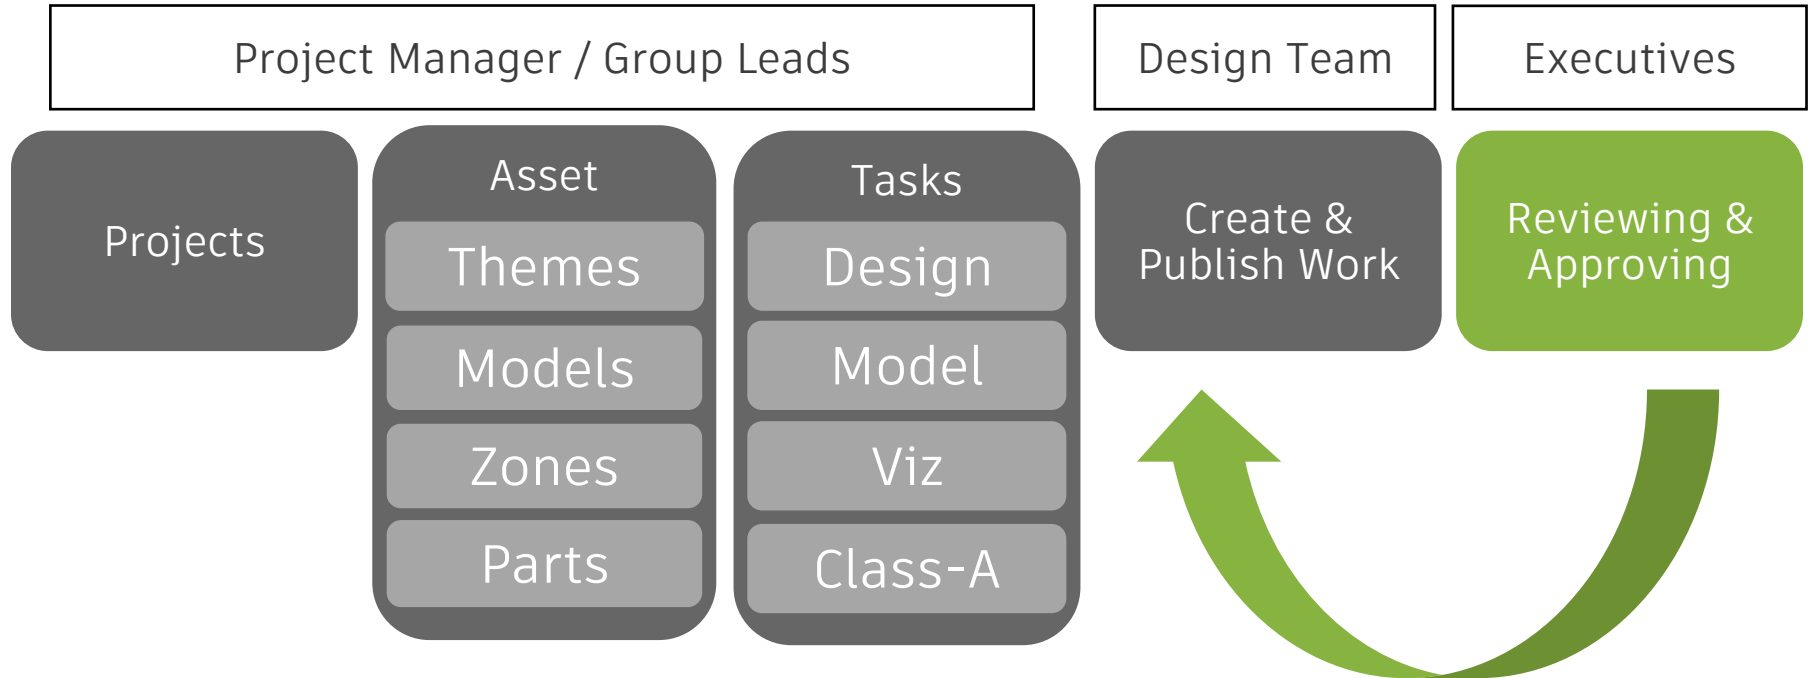 Project Manager / Group Leads
Design Team
Executives
Projects
Asset
Themes
Models
Zones
Parts
Tasks
Design
Model
Viz
Class-A
Create &
Publish Work
Reviewing &
Approving